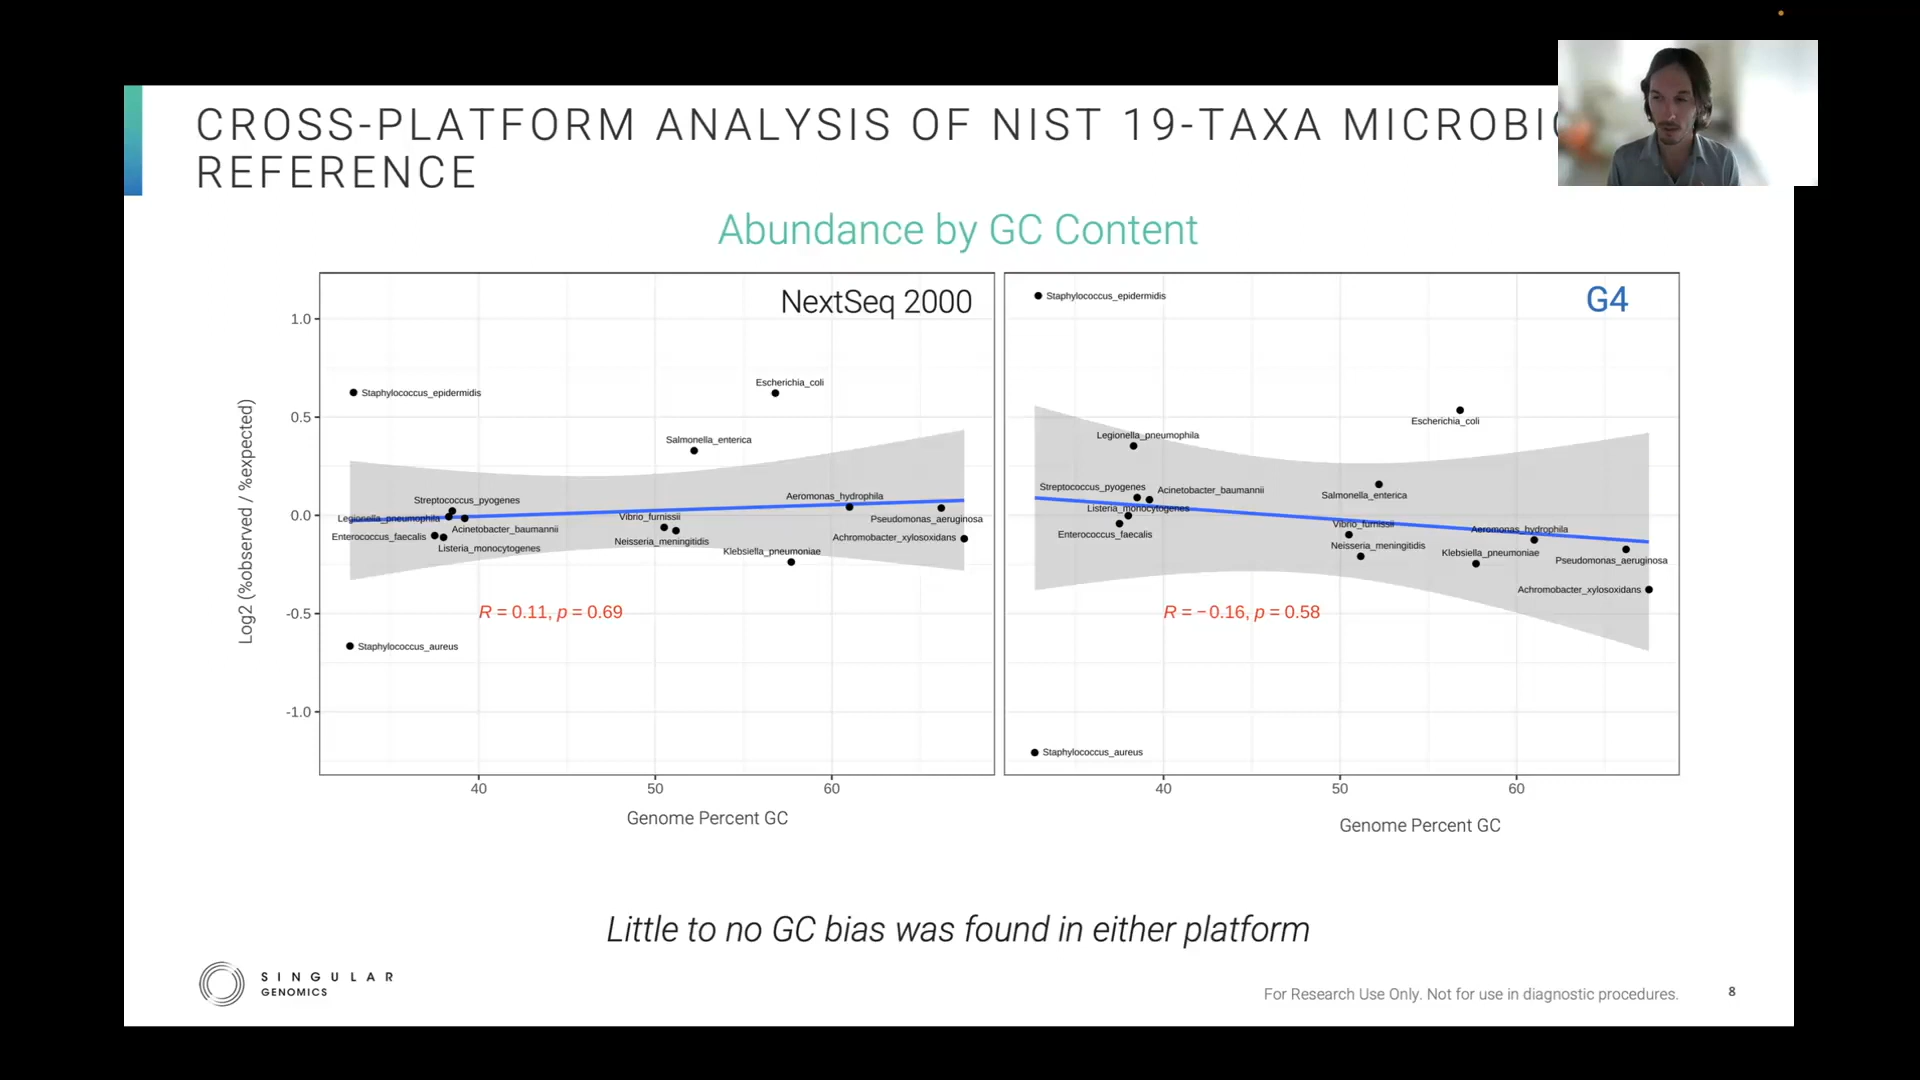 CROSS-PLATFORM ANALYSIS OF NIST 19-TAXA
REFERENCE
Abundance by GC Content
NextSeq 2000
G4
Log2 (%observed / %expected)
1.0
0.5
0.0
-0.5
-1.0
Staphylococcus_epidermidis
Escherichia_coli
Salmonella_enterica
Streptococcus_pyogenes
Aeromonas_hydrophila
Legionella_pneumophila
Vibrio_furnissii
Pseudomonas_aeruginosa
Acinetobacter_baumannii
Enterococcus_faecalis
Achromobacter_xylosoxidans
Neisseria_meningitidis
Listeria_monocytogenes
Klebsiella_pneumoniae
R = 0.11, p = 0.69
Staphylococcus_aureus
40
50
60
Genome Percent GC
Staphylococcus_epidermidis
Escherichia_coli
Legionella_pneumophila
Streptococcus_pyogenes
Acinetobacter_baumannii
Salmonella_enterica
Listeria_monocytogenes
Vibrio_furnissii
Aeromonas_hydrophila
Enterococcus_faecalis
Neisseria_meningitidis
Klebsiella_pneumoniae
Pseudomonas_aeruginosa
Achromobacter_xylosoxidans
R = −0.16, p = 0.58
Staphylococcus_aureus
40
50
60
Genome Percent GC
Little to no GC bias was found in either platform
SINGULAR
GENOMICS
For Research Use Only. Not for use in diagnostic procedures.
8